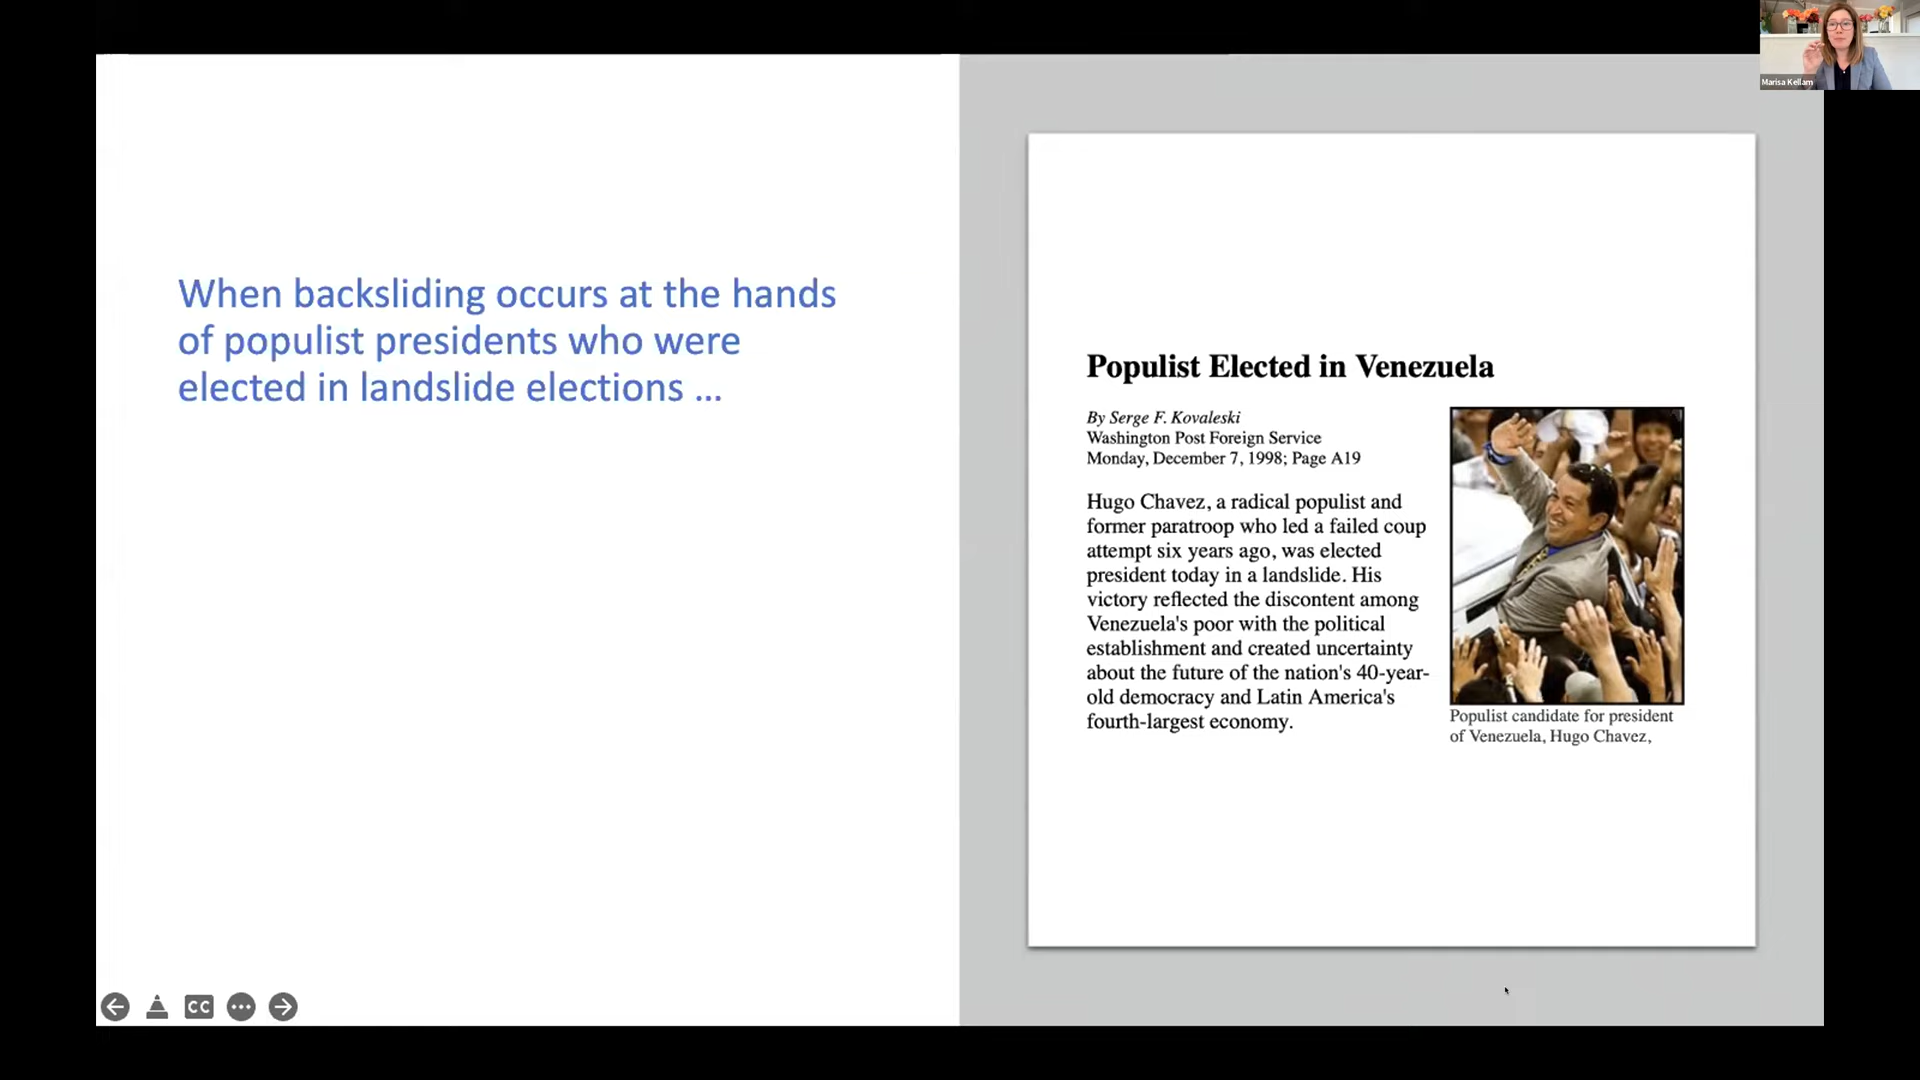 Marisa Kellam
When backsliding occurs at the hands
of populist presidents who were
elected in landslide elections ...
Populist Elected in Venezuela
By Serge F. Kovaleski
Washington Post Foreign Service
Monday, December 7, 1998; Page A19
Hugo Chavez, a radical populist and
former paratroop who led a failed coup
attempt six years ago, was elected
president today in a landslide. His
victory reflected the discontent among
Venezuela's poor with the political
establishment and created uncertainty
about the future of the nation's 40-year-
old democracy and Latin America's
fourth-largest economy.
Populist candidate for president
of Venezuela, Hugo Chavez,
CC